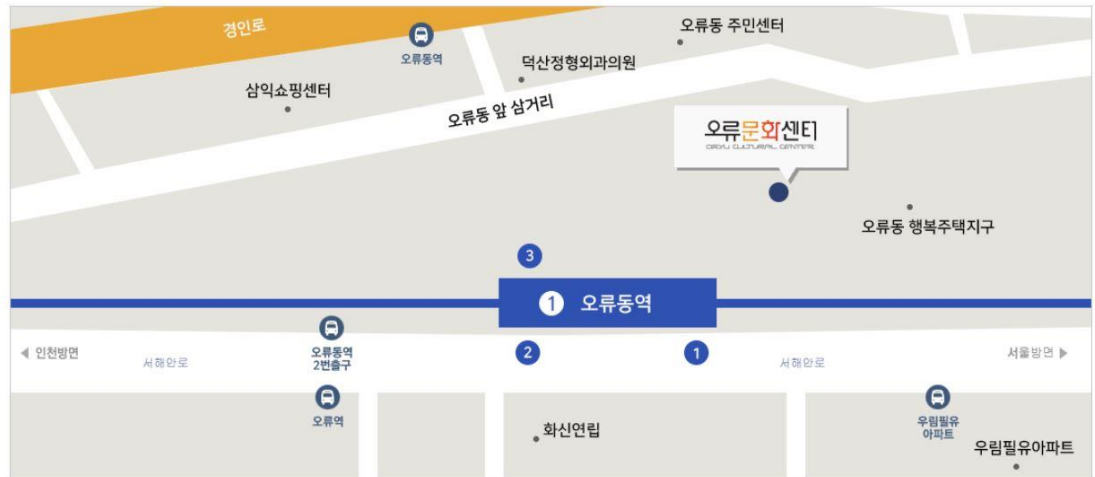 경인로
오류동역
오류동 주민센터
덕산정형외과의원
삼익쇼핑센터
오류동 앞 삼거리
오류문화센터
ORYU CULTURAL CENTER
오류동 행복주택지구
3
1 오류동역
인천방면
서해안로
오류동역
2번출구
2
1
서해안로
서울방면
오류역
화신연립
우림필유
아파트
우림필유아파트